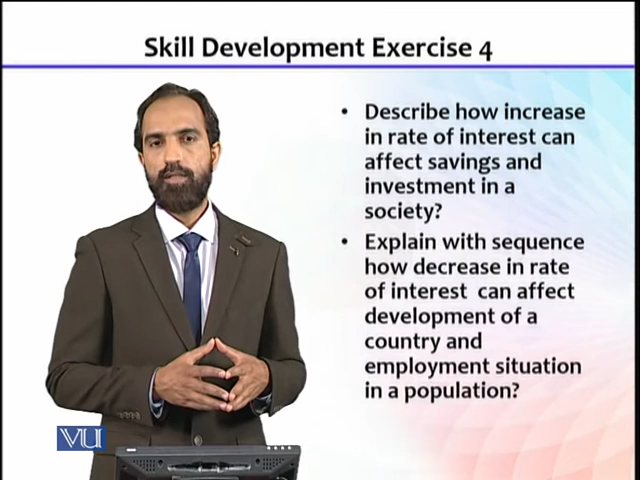 Skill Development Exercise 4
• Describe how increase
in rate of interest can
affect savings and
investment in a
society?
• Explain with sequence
how decrease in rate
of interest can affect
development of a
country and
employment situation
in a population?
VU